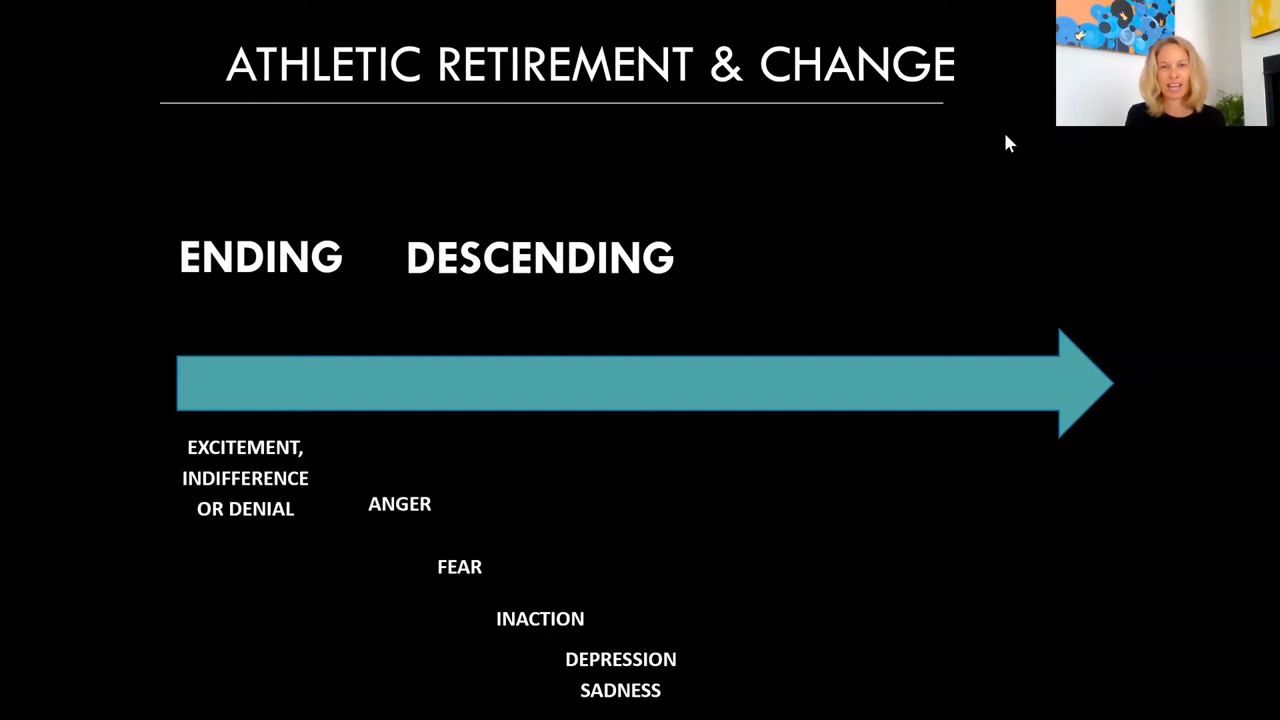 ATHLETIC RETIREMENT & CHANGE
ENDING DESCENDING
EXCITEMENT,
INDIFFERENCE
OR DENIAL
ANGER
FEAR
INACTION
DEPRESSION
SADNESS